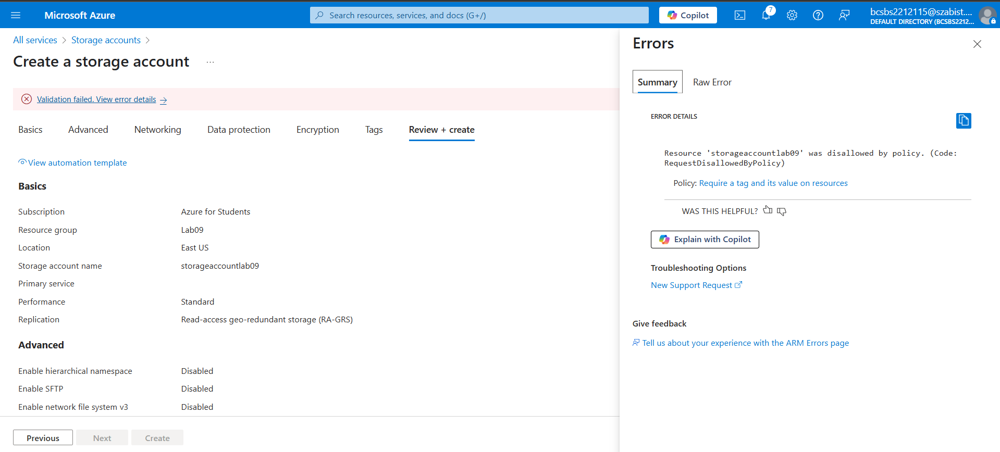 Microsoft Azure
Search resources, services, and docs (G+/)
Copilot
7
bcsbs2212115@szabist....
DEFAULT DIRECTORY (BCSBS2212...
All services > Storage accounts >
Create a storage account ...
Validation failed. View error details →
Basics Advanced Networking Data protection Encryption Tags Review + create
View automation template
Basics
Subscription Azure for Students
Resource group Lab09
Location East US
Storage account name storageaccountlab09
Primary service
Performance Standard
Replication Read-access geo-redundant storage (RA-GRS)
Advanced
Enable hierarchical namespace Disabled
Enable SFTP Disabled
Enable network file system v3 Disabled
Previous Next Create
Errors
Summary Raw Error
ERROR DETAILS
Resource 'storageaccountlab09' was disallowed by policy. (Code:
RequestDisallowedByPolicy)
Policy: Require a tag and its value on resources
WAS THIS HELPFUL?
Explain with Copilot
Troubleshooting Options
New Support Request
Give feedback
Tell us about your experience with the ARM Errors page